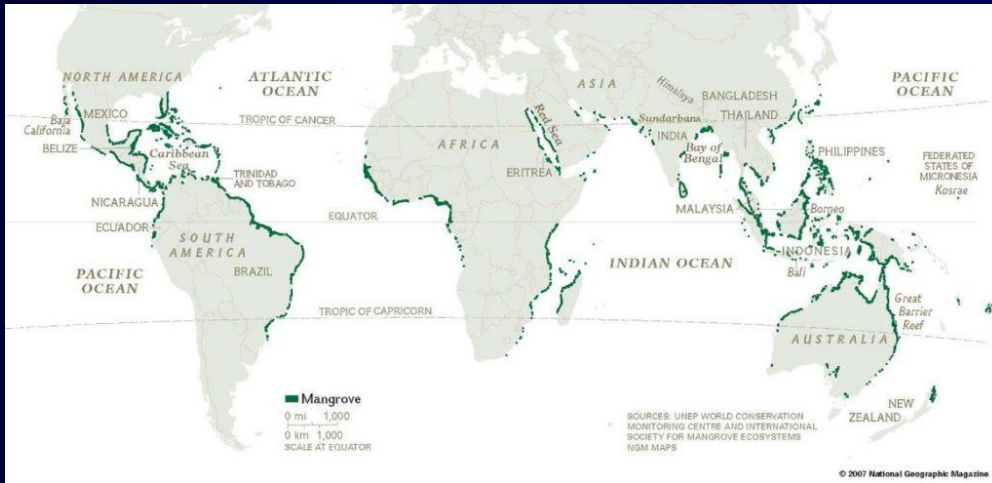 NORTH AMERICA
ATLANTIC
OCEAN
ASIA
Himalaya
PACIFIC
OCEAN
MEXICO
Baja
California
TROPIC OF CANCER
Red Sea
BANGLADESH
Sundarbans
THAILAND
INDIA
BELIZE
Caribbean
Sea
AFRICA
Bay of
Bengal
PHILIPPINES
FEDERATED
STATES OF
MICRONESIA
Kosrae
TRINIDAD
AND TOBAGO
ERITREA
NICARAGUA
MALAYSIA
Borneo
EQUATOR
ECUADOR
SOUTH
AMERICA
INDONESIA
Bali
PACIFIC
OCEAN
BRAZIL
INDIAN OCEAN
Great
Barrier
Reef
TROPIC OF CAPRICORN
AUSTRALIA
Mangrove
0 mi 1,000
0 km 1,000
SCALE AT EQUATOR
NEW
ZEALAND
SOURCES: UNEP WORLD CONSERVATION
MONITORING CENTRE AND INTERNATIONAL
SOCIETY FOR MANGROVE ECOSYSTEMS
NGM MAPS
© 2007 National Geographic Magazine